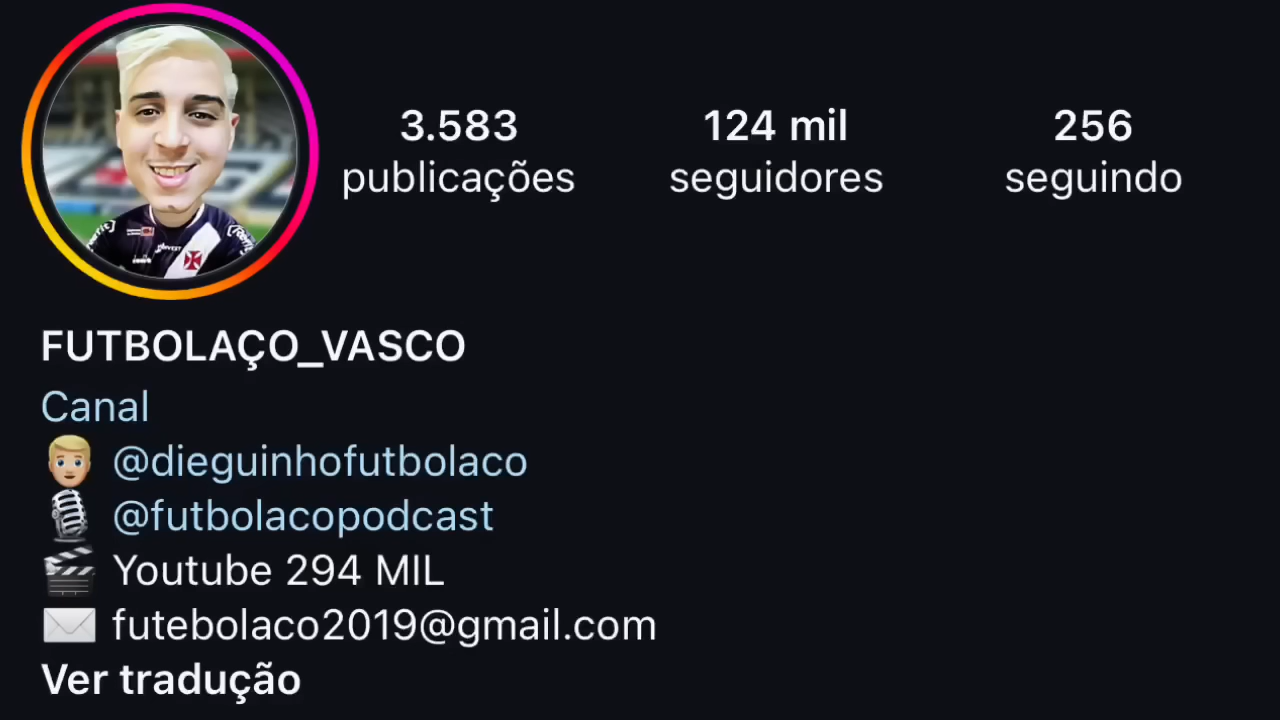 3.583
publicações
124 mil
seguidores
256
seguindo
FUTBOLAÇO_VASCO
Canal
@dieguinhofutbolaco
@futbolacopodcast
Youtube 294 MIL
futebolaco2019@gmail.com
Ver tradução